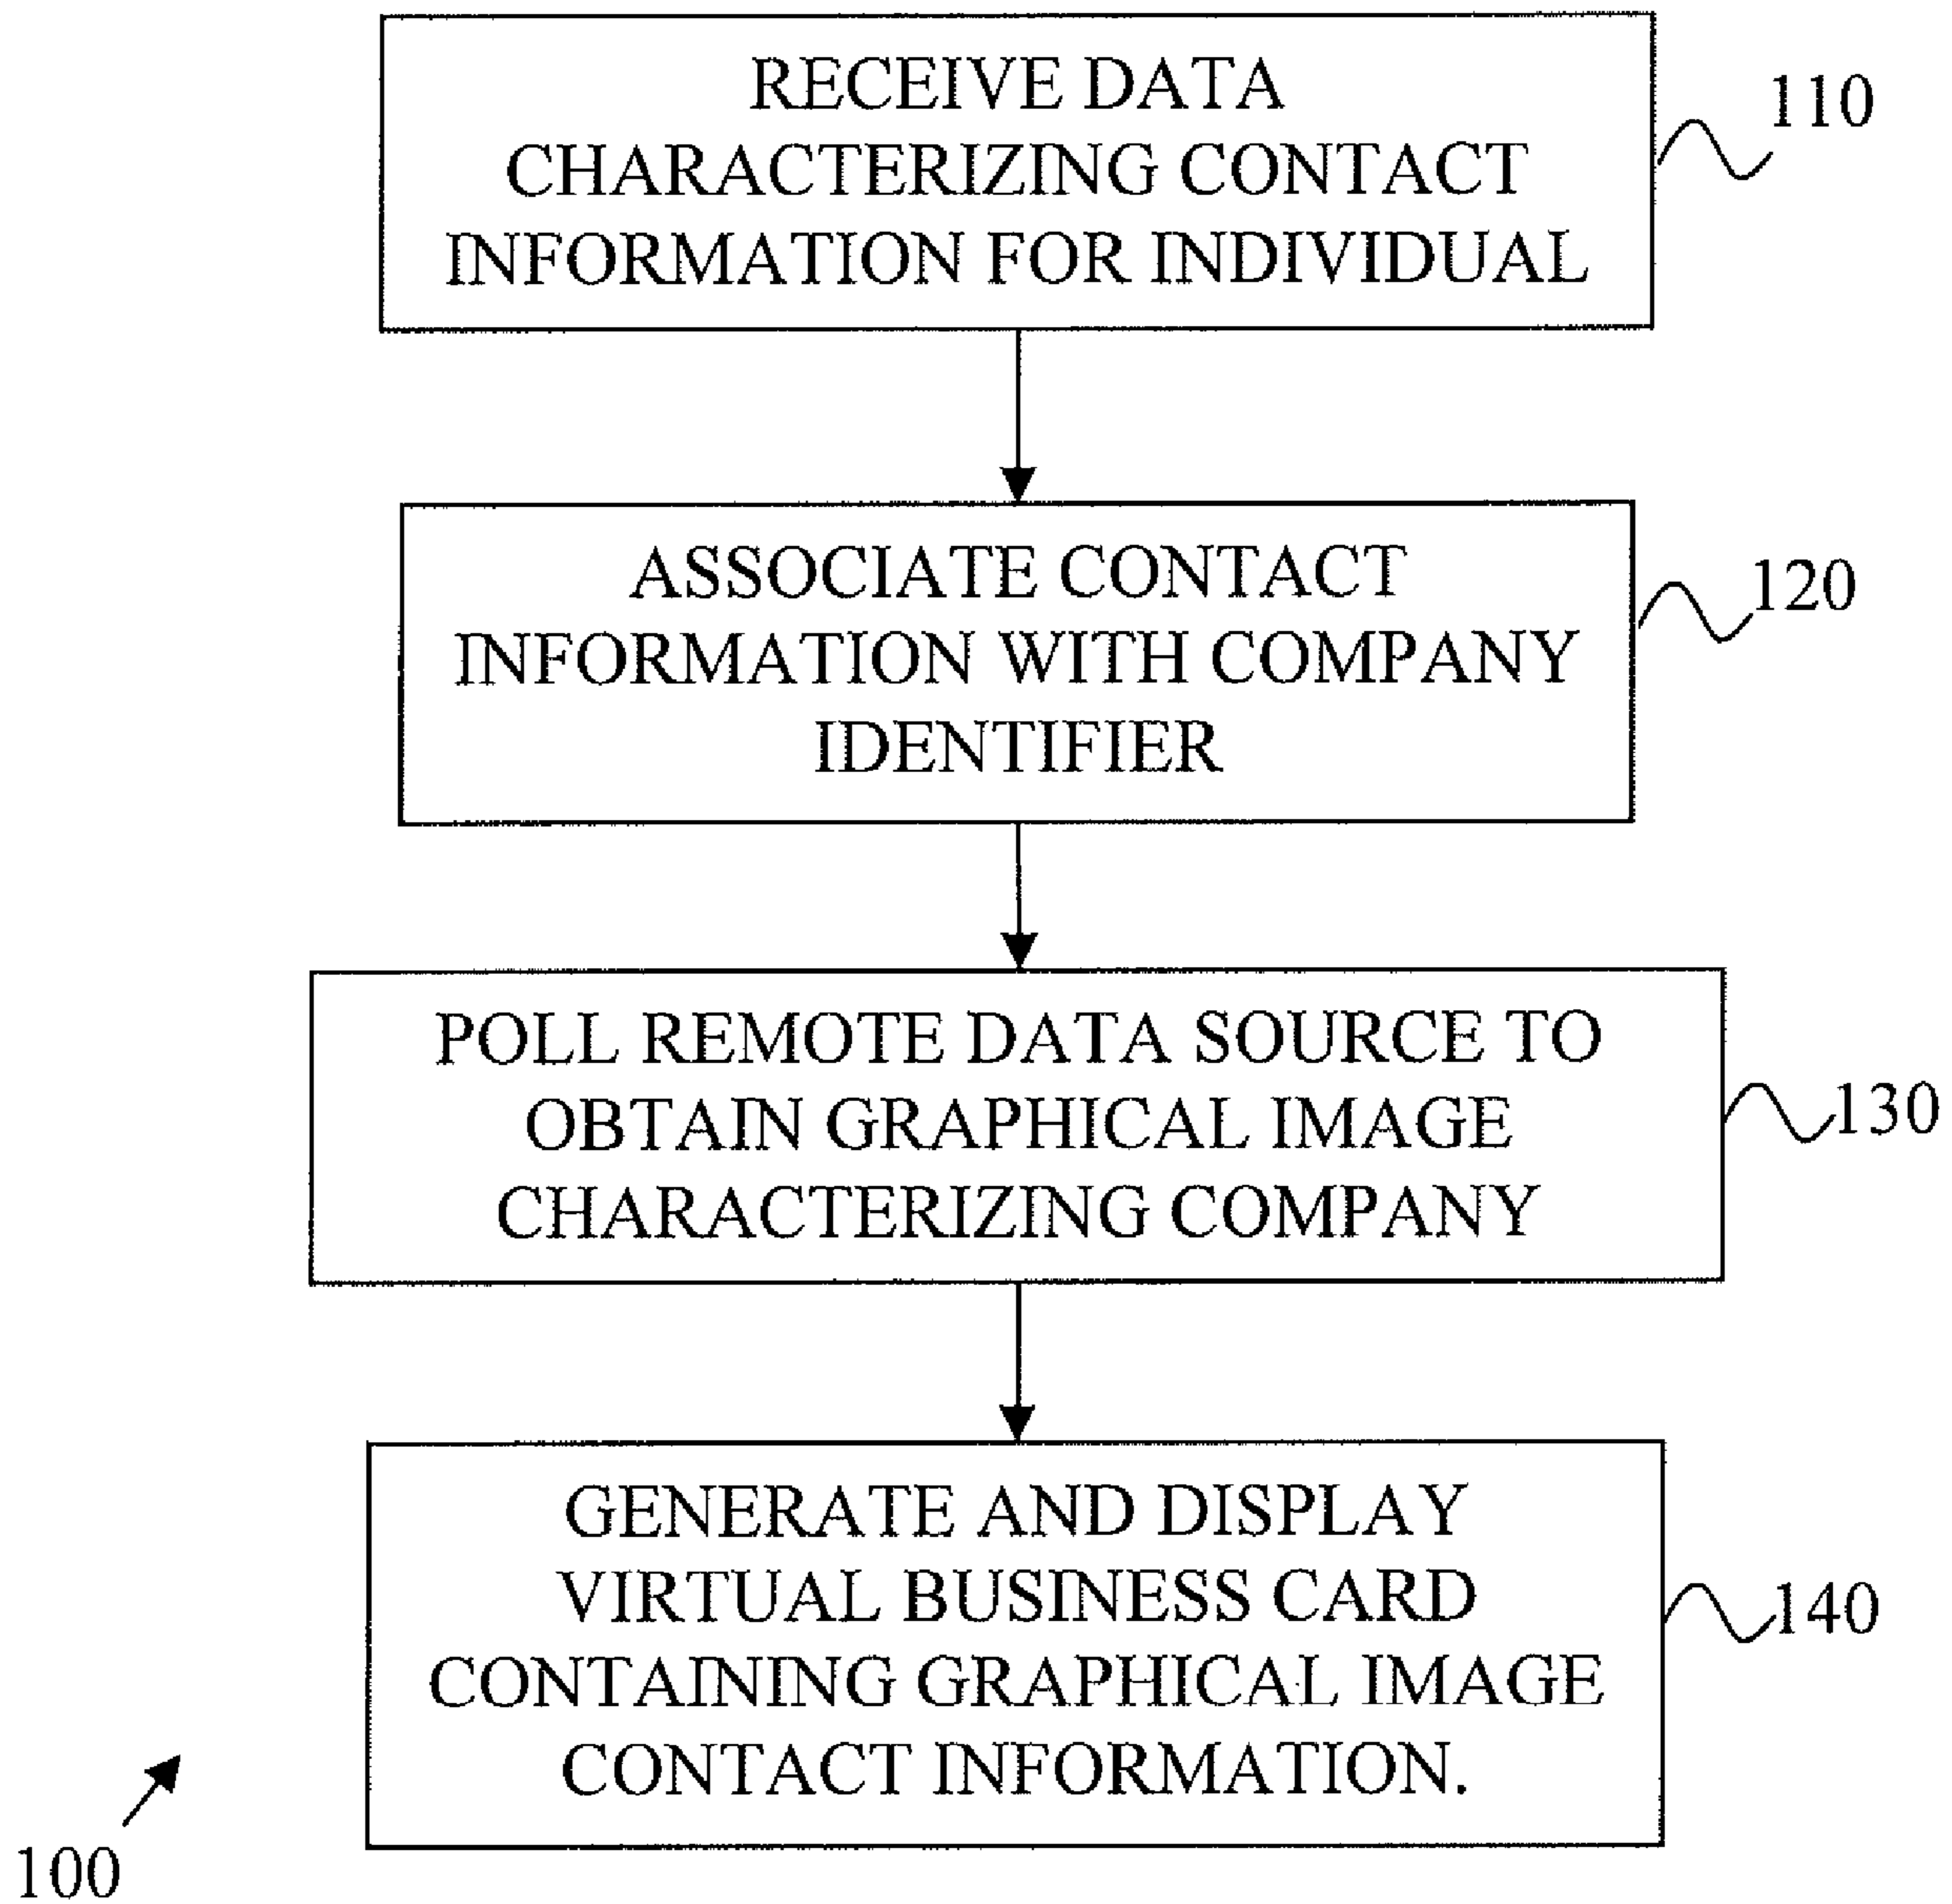 RECEIVE DATA
CHARACTERIZING CONTACT
INFORMATION FOR INDIVIDUAL
110
ASSOCIATE CONTACT
INFORMATION WITH COMPANY
IDENTIFIER
120
POLL REMOTE DATA SOURCE TO
OBTAIN GRAPHICAL IMAGE
CHARACTERIZING COMPANY
130
GENERATE AND DISPLAY
VIRTUAL BUSINESS CARD
CONTAINING GRAPHICAL IMAGE
CONTACT INFORMATION.
140
100